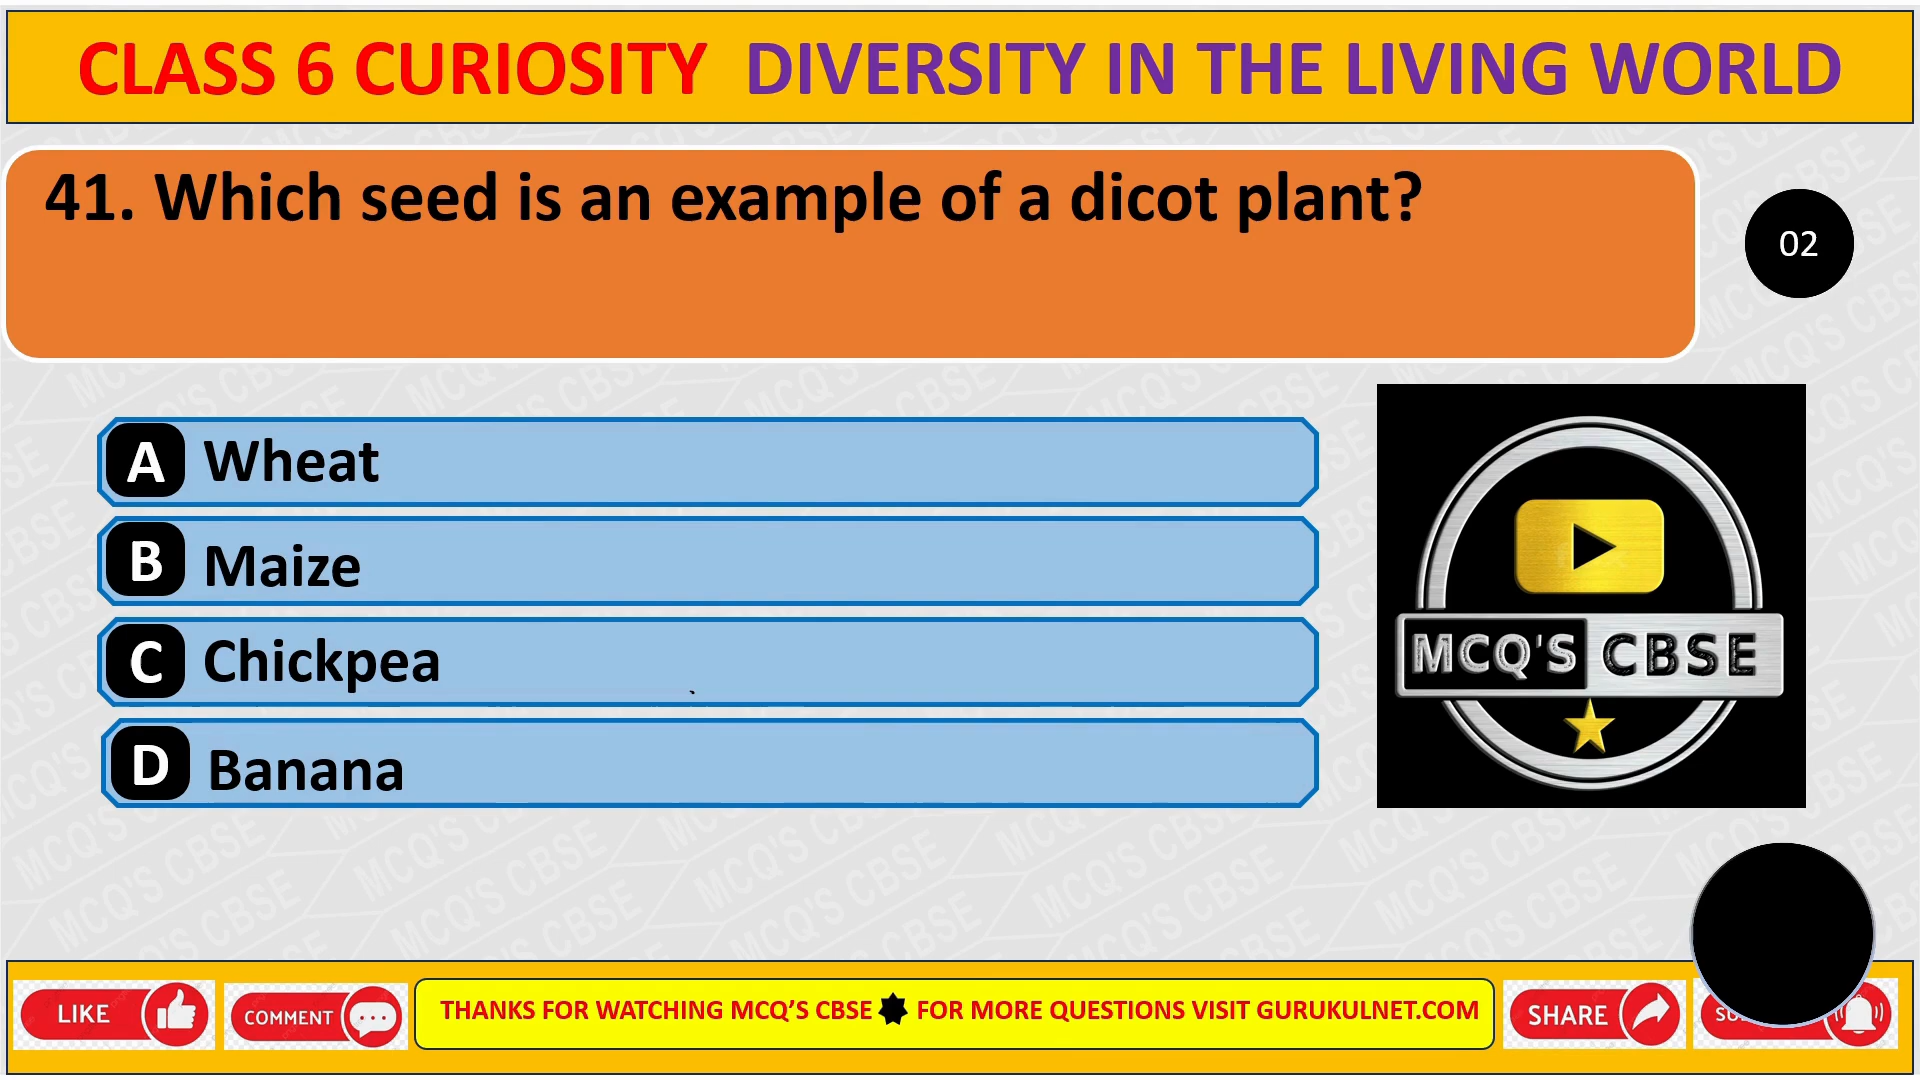 CLASS 6 CURIOSITY DIVERSITY IN THE LIVING WORLD
41. Which seed is an example of a dicot plant?
02
A Wheat
B Maize
C Chickpea
D Banana
MCQ'S CBSE
LIKE
COMMENT
THANKS FOR WATCHING MCQ’S CBSE FOR MORE QUESTIONS VISIT GURUKULNET.COM
SHARE